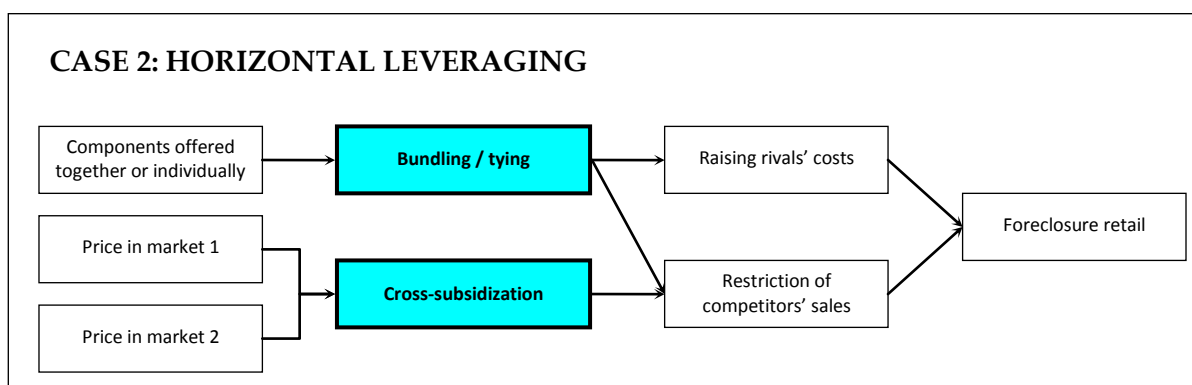 CASE 2: HORIZONTAL LEVERAGING
Components offered
together or individually
Bundling / tying
Raising rivals’ costs
Price in market 1
Foreclosure retail
Cross-subsidization
Restriction of
competitors’ sales
Price in market 2